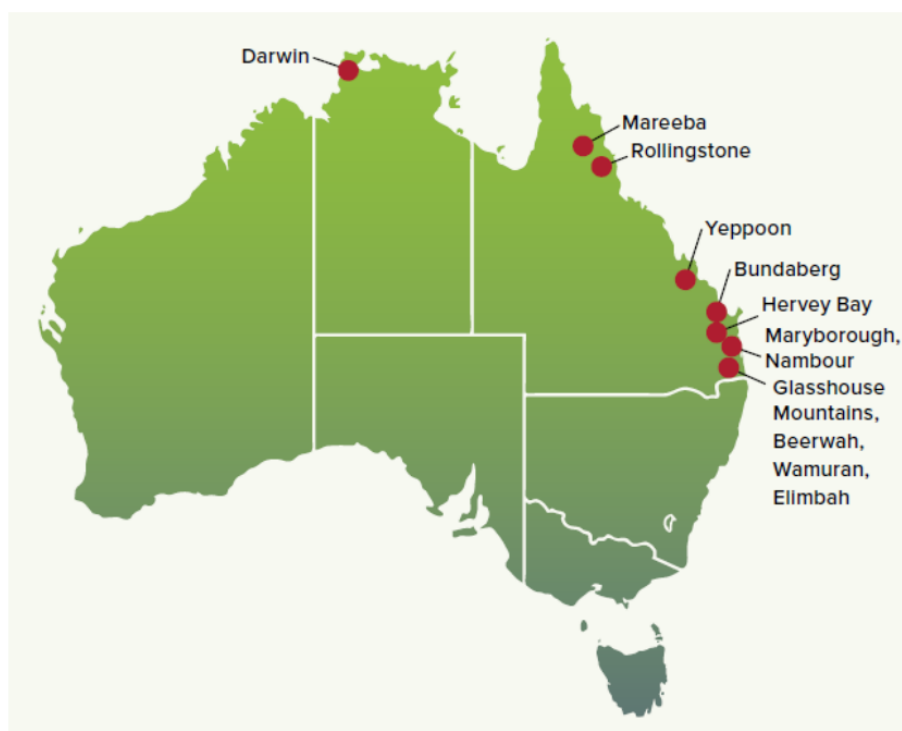 Darwin
Mareeba
Rollingstone
Yeppoon
Bundaberg
Hervey Bay
Maryborough,
Nambour
Glasshouse
Mountains,
Beerwah,
Wamuran,
Elimbah